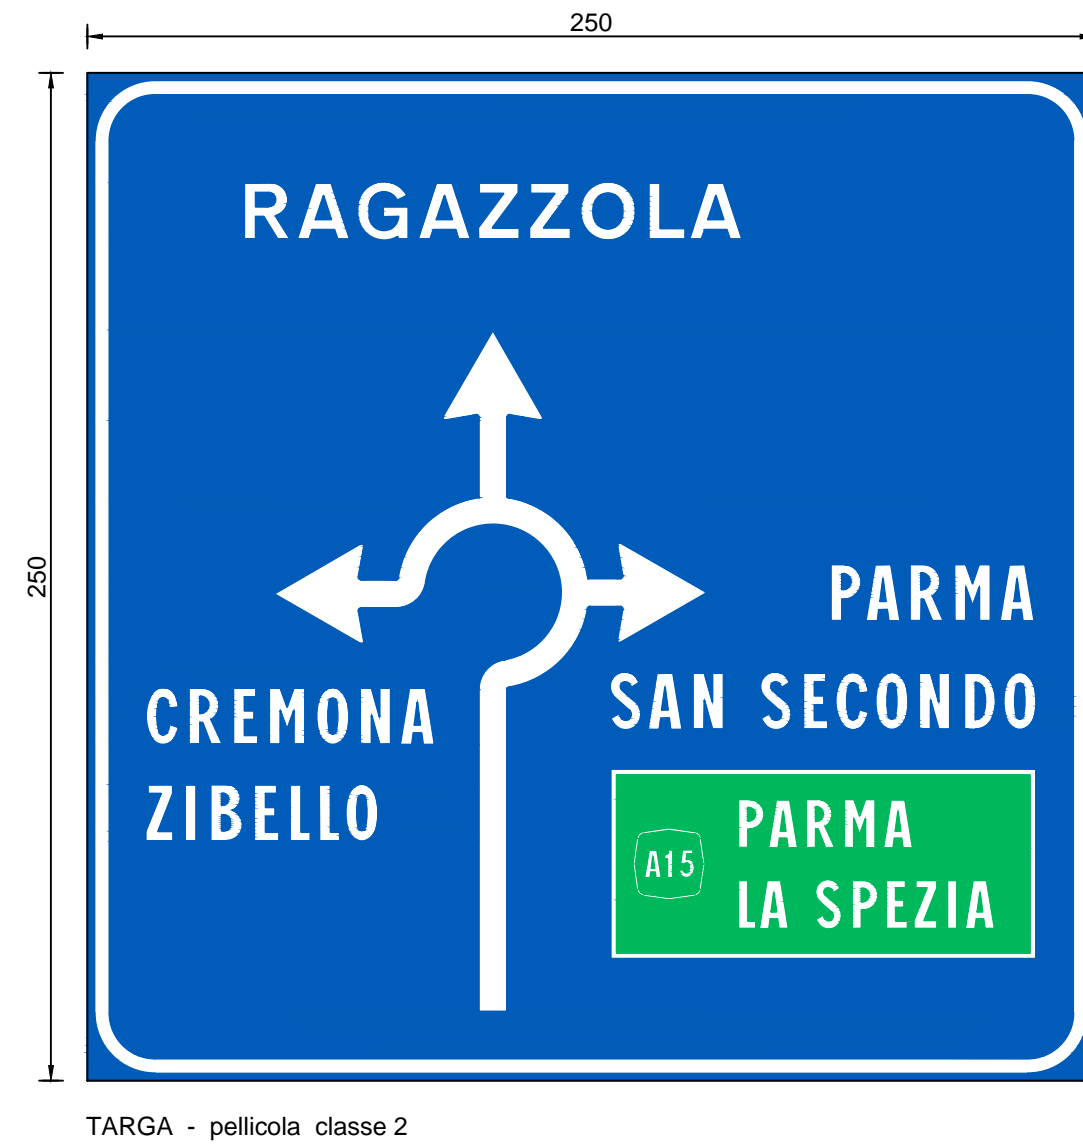 250
250
RAGAZZOLA
PARMA
SAN SECONDO
CREMONA
ZIBELLO
A15
PARMA
LA SPEZIA
TARGA - pellicola classe 2